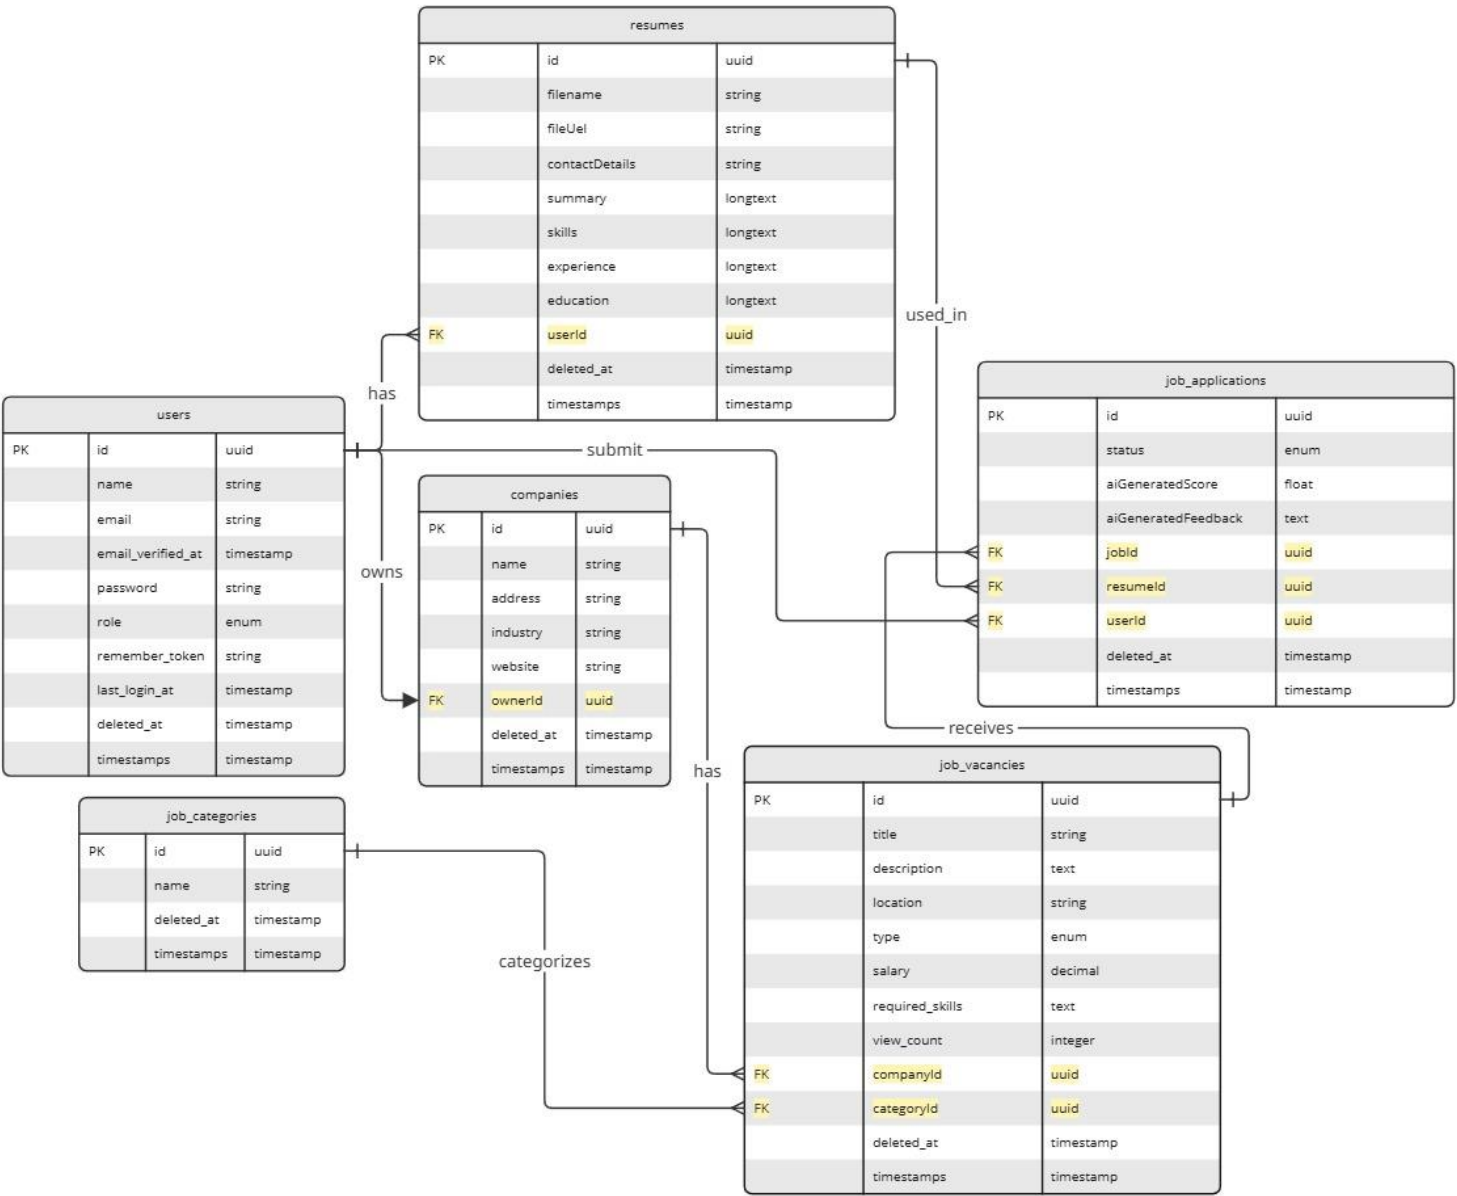 resumes
PK id uuid
filename string
fileUel string
contactDetails string
summary longtext
skills longtext
experience longtext
education longtext
FK userId uuid
deleted_at timestamp
timestamps timestamp
used_in
has
users
PK id uuid
name string
email string
email_verified_at timestamp
password string
role enum
remember_token string
last_login_at timestamp
deleted_at timestamp
timestamps timestamp
submit
owns
companies
PK id uuid
name string
address string
industry string
website string
FK ownerId uuid
deleted_at timestamp
timestamps timestamp
has
job_applications
PK id uuid
status enum
aiGeneratedScore float
aiGeneratedFeedback text
FK jobId uuid
FK resumeId uuid
FK userId uuid
deleted_at timestamp
timestamps timestamp
receives
job_categories
PK id uuid
name string
deleted_at timestamp
timestamps timestamp
categorizes
job_vacancies
PK id uuid
title string
description text
location string
type enum
salary decimal
required_skills text
view_count integer
FK companyId uuid
FK categoryId uuid
deleted_at timestamp
timestamps timestamp